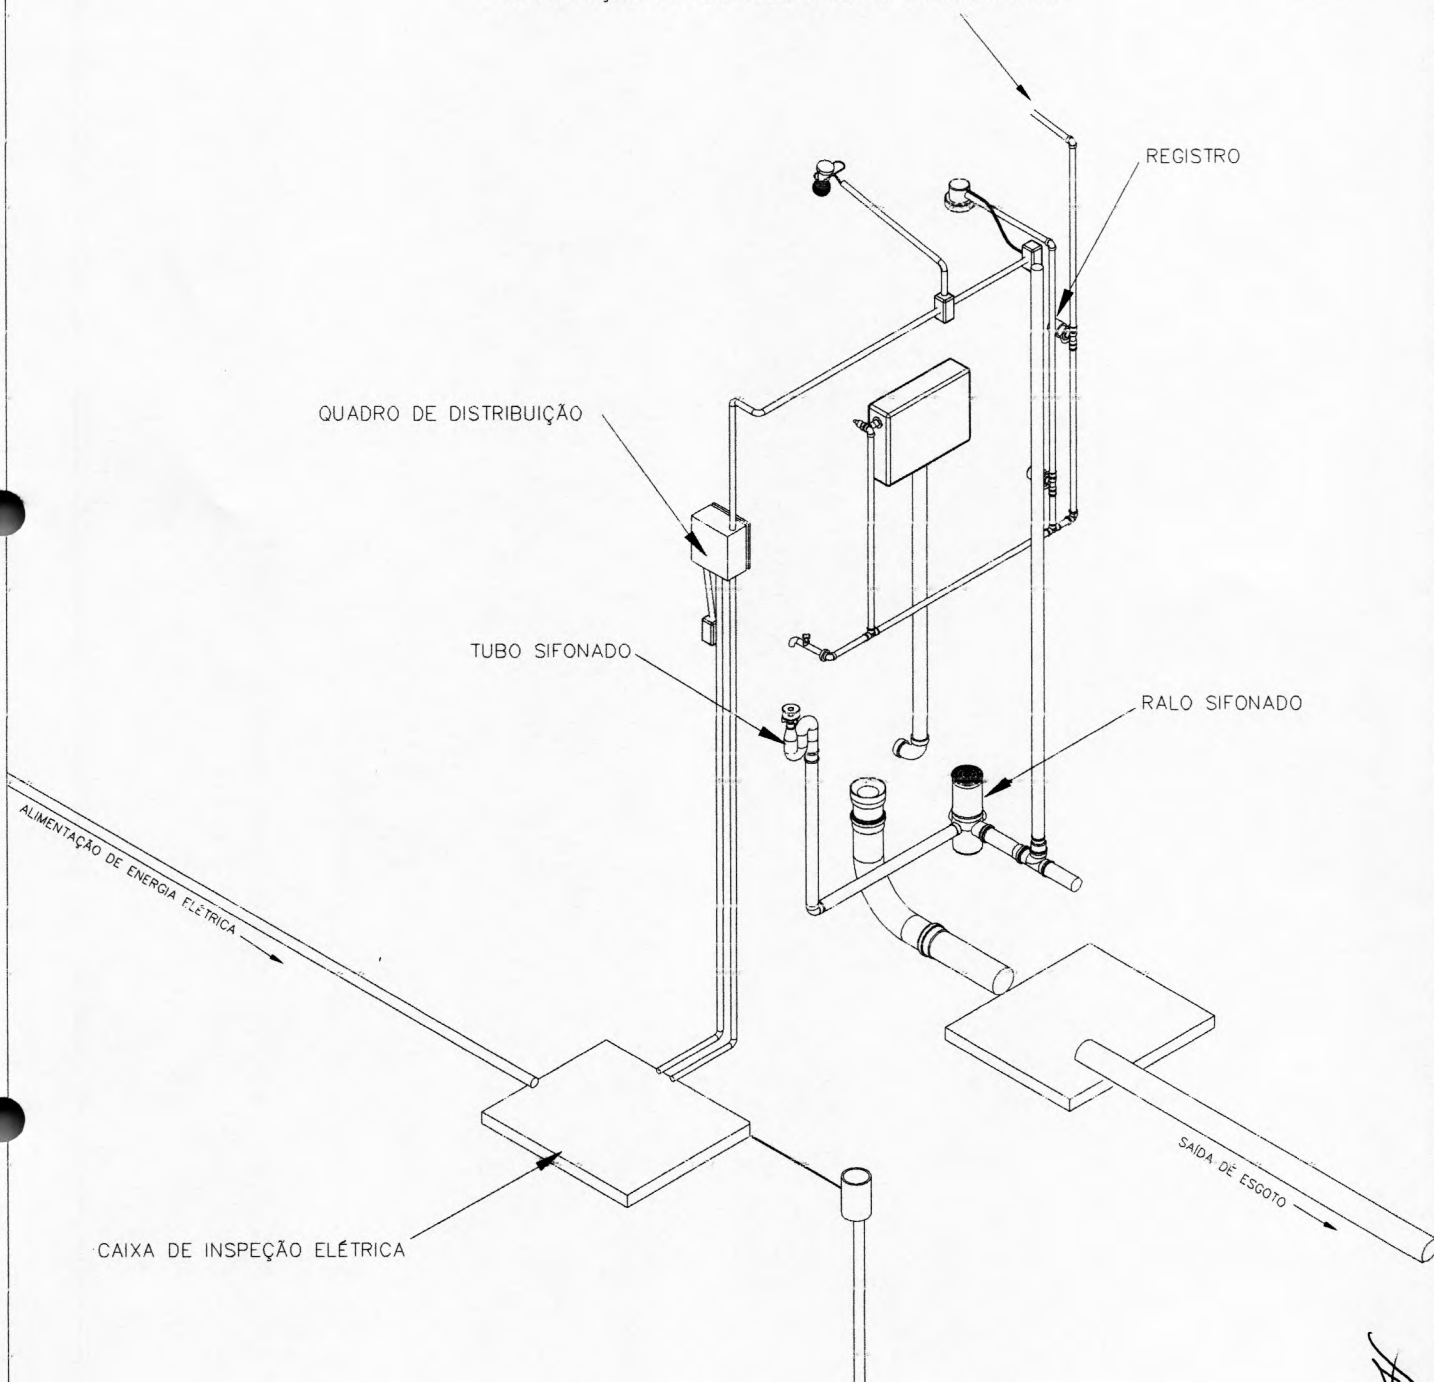 REGISTRO
QUADRO DE DISTRIBUIÇÃO
TUBO SIFONADO
RALO SIFONADO
ALIMENTAÇÃO DE ENERGIA ELÉTRICA
SAÍDA DE ESGOTO
CAIXA DE INSPEÇÃO ELÉTRICA